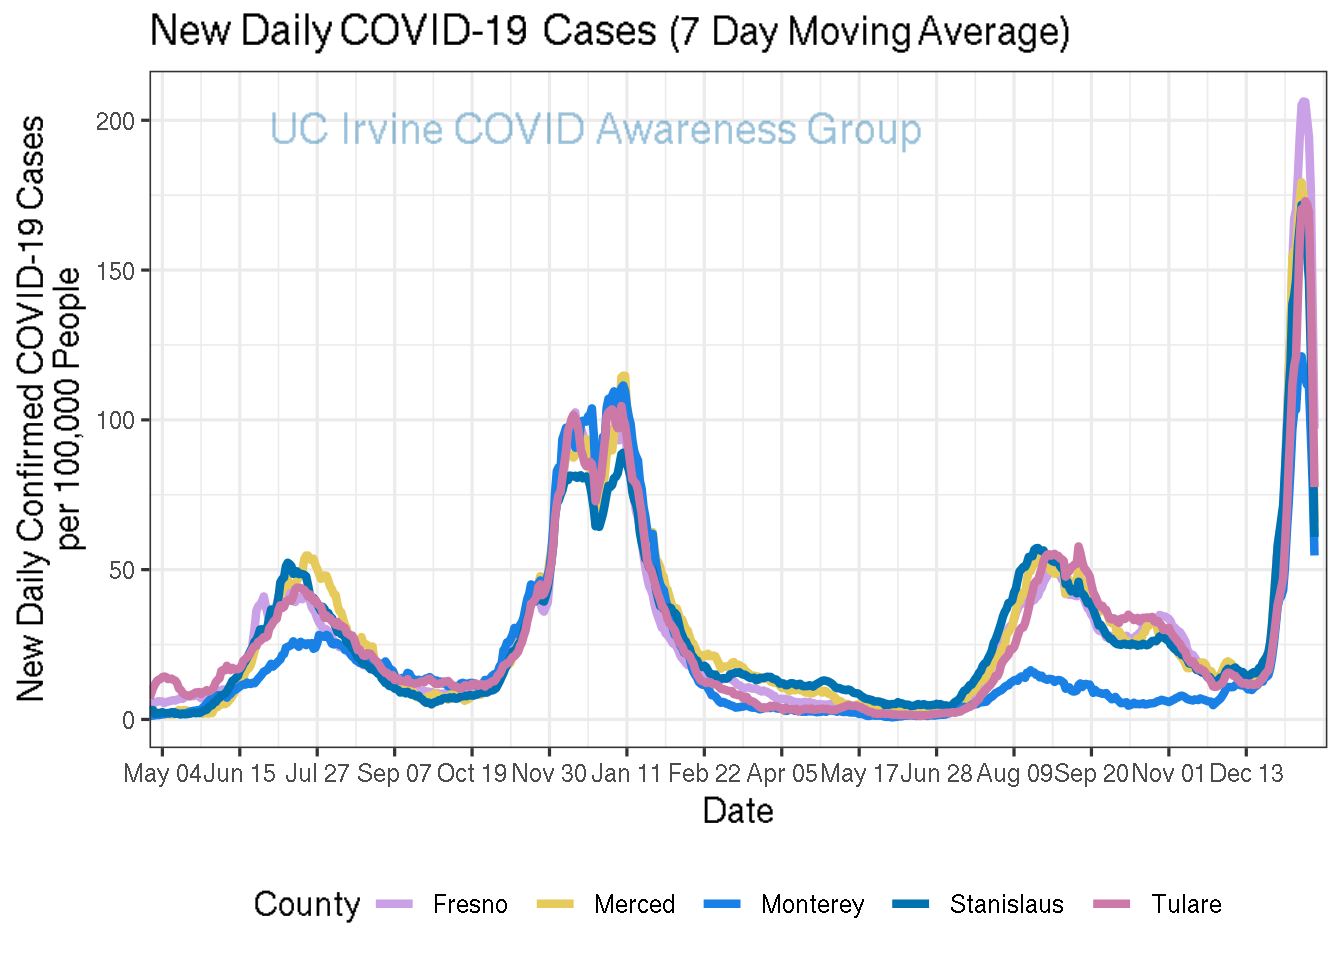 New Daily COVID-19 Cases (7 Day Moving Average)
UC Irvine COVID Awareness Group
New Daily Confirmed COVID-19 Cases
per 100,000 People
200
150
100
50
0
May 04 Jun 15 Jul 27 Sep 07 Oct 19 Nov 30 Jan 11 Feb 22 Apr 05 May 17 Jun 28 Aug 09 Sep 20 Nov 01 Dec 13
Date
County Fresno Merced Monterey Stanislaus Tulare